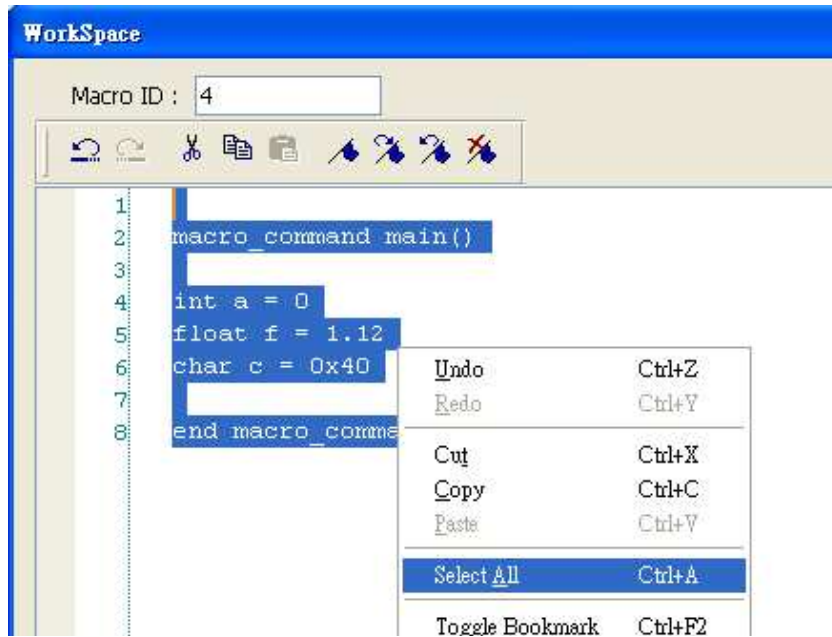 WorkSpace
Macro ID : 4
1
2 macro_command main()
3
4 int a = 0
5 float f = 1.12
6 char c = 0x40
7
8 end macro_comma
Undo Ctrl+Z
Redo Ctrl+Y
Cut Ctrl+X
Copy Ctrl+C
Paste Ctrl+V
Select All Ctrl+A
Toggle Bookmark Ctrl+F2